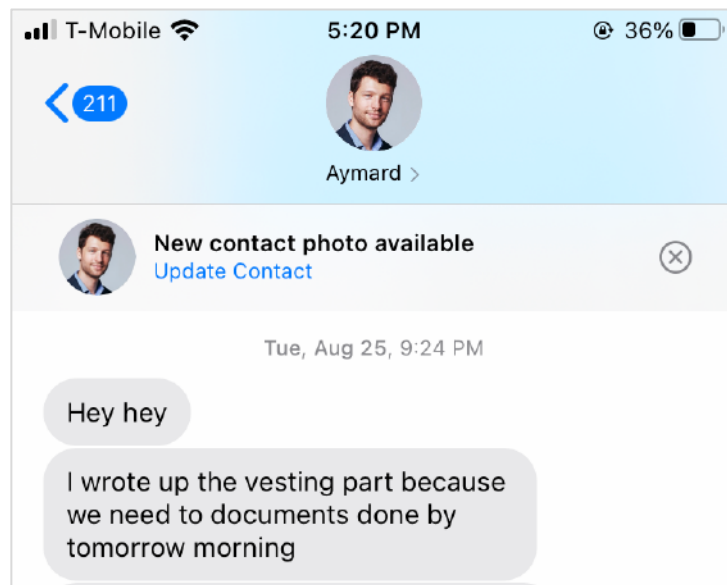 T-Mobile 5:20 PM 36%
211
Aymard >
New contact photo available
Update Contact
Tue, Aug 25, 9:24 PM
Hey hey
I wrote up the vesting part because
we need to documents done by
tomorrow morning